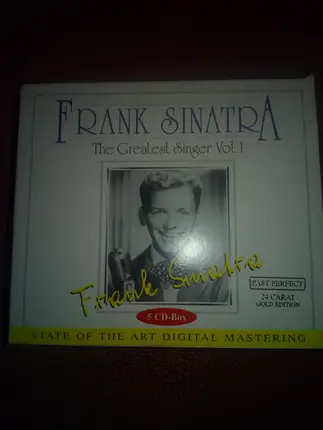 FRANK SINATRA
The Greatest Singer Vol. 1
Frank Sinatra
PAST PERFECT
24 CARAT
GOLD EDITION
5 CD-Box
STATE OF THE ART DIGITAL MASTERING